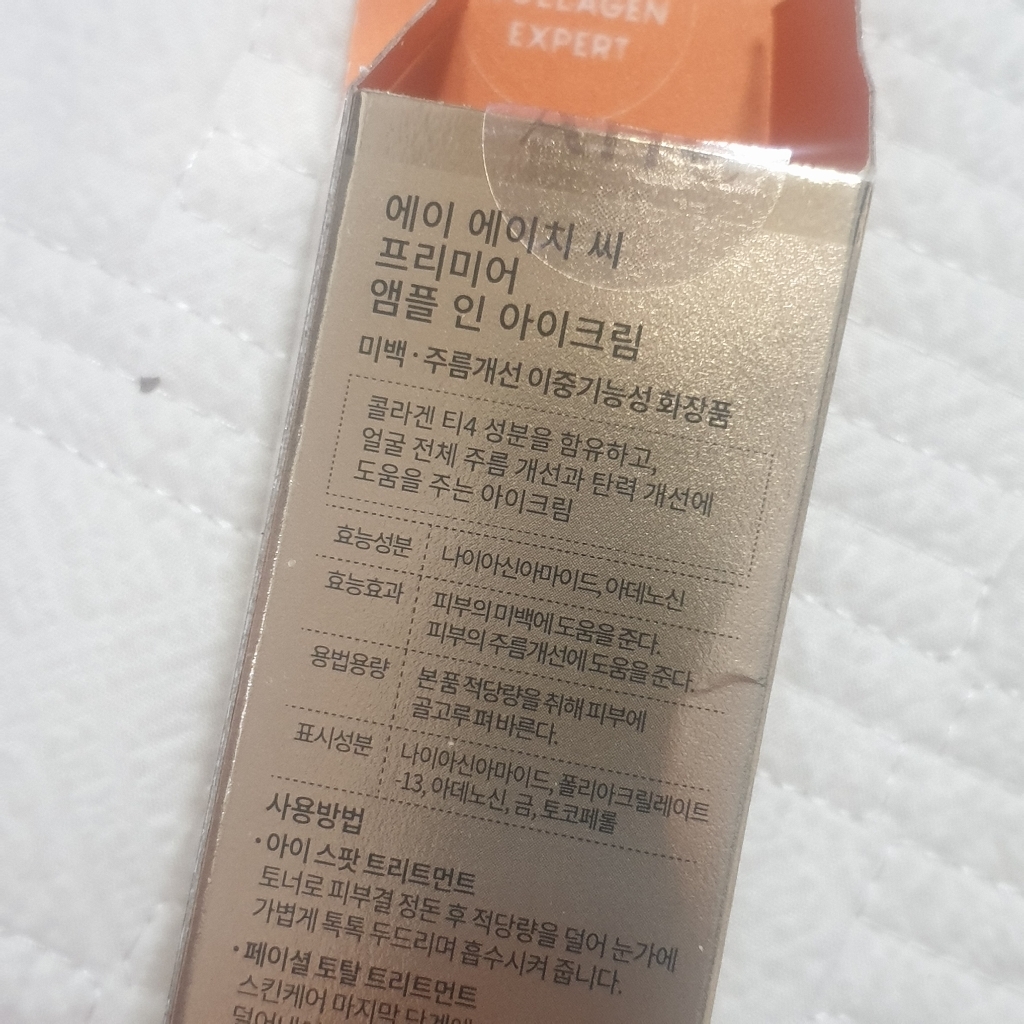 COLLAGEN
EXPERT
AHC
에이 에이치 씨
프리미어
앰플 인 아이크림
미백·주름개선 이중기능성 화장품
콜라겐 티4 성분을 함유하고,
얼굴 전체 주름 개선과 탄력 개선에
도움을 주는 아이크림
효능성분 나이아신아마이드, 아데노신
효능효과 피부의 미백에 도움을 준다.
피부의 주름개선에 도움을 준다.
용법용량 본품 적당량을 취해 피부에
골고루 펴 바른다.
표시성분 나이아신아마이드, 폴리아크릴레이트
-13, 아데노신, 금, 토코페롤
사용방법
·아이 스팟 트리트먼트
토너로 피부결 정돈 후 적당량을 덜어 눈가에
가볍게 톡톡 두드리며 흡수시켜 줍니다.
·페이셜 토탈 트리트먼트
스킨케어 마지막 단계에